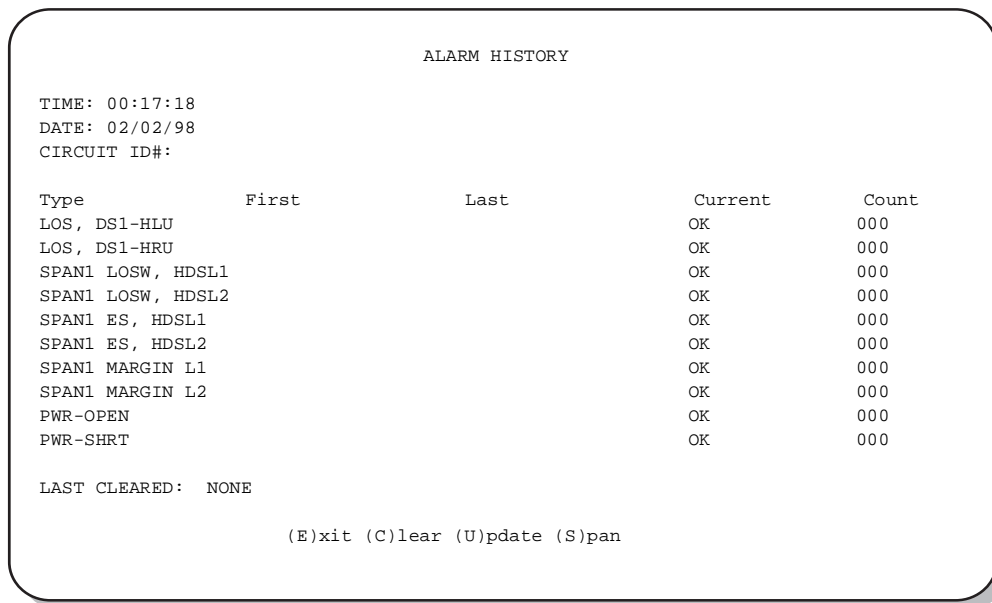 ALARM HISTORY
TIME: 00:17:18
DATE: 02/02/98
CIRCUIT ID#:
Type First Last Current Count
LOS, DS1-HLU OK 000
LOS, DS1-HRU OK 000
SPAN1 LOSW, HDSL1 OK 000
SPAN1 LOSW, HDSL2 OK 000
SPAN1 ES, HDSL1 OK 000
SPAN1 ES, HDSL2 OK 000
SPAN1 MARGIN L1 OK 000
SPAN1 MARGIN L2 OK 000
PWR-OPEN OK 000
PWR-SHRT OK 000
LAST CLEARED: NONE
(E)xit (C)lear (U)pdate (S)pan